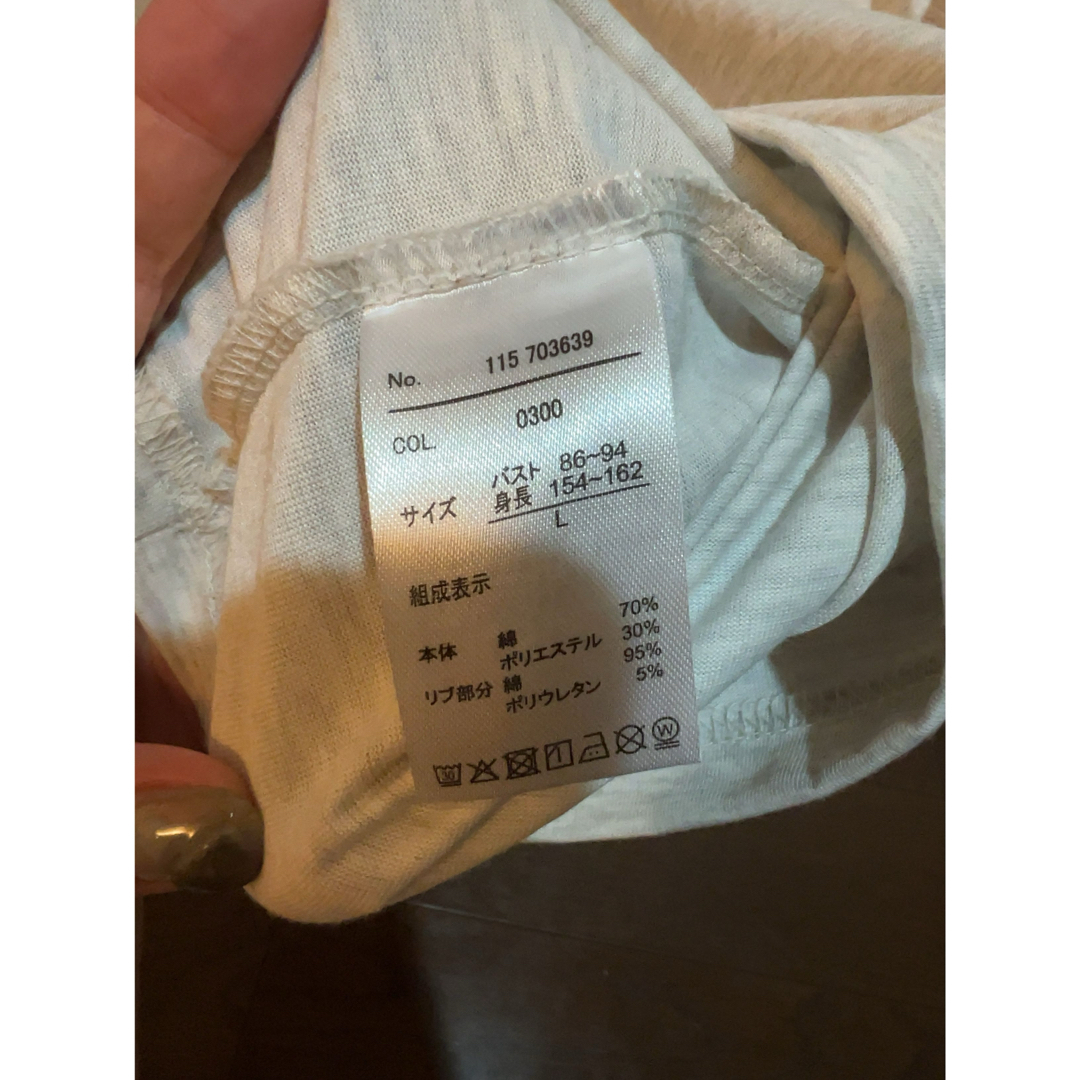 No. 115 703639
COL. 0300
バスト 86~94
サイズ 身長 154~162
L
組成表示
本体 綿 70%
ポリエステル 30%
リブ部分 綿 95%
ポリウレタン 5%
30 W